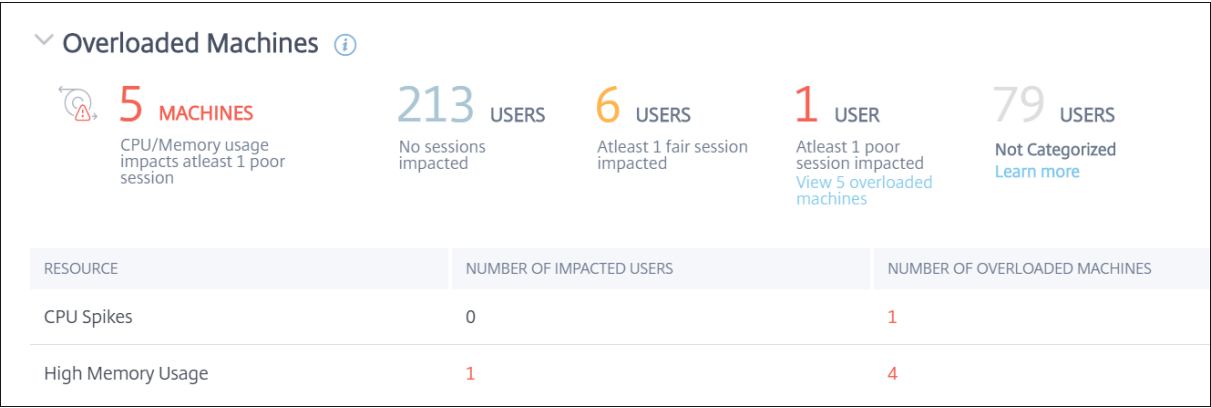 Overloaded Machines
5 MACHINES
CPU/Memory usage
impacts atleast 1 poor
session
213 USERS
No sessions
impacted
6 USERS
Atleast 1 fair session
impacted
1 USER
Atleast 1 poor
session impacted
View 5 overloaded
machines
79 USERS
Not Categorized
Learn more
RESOURCE NUMBER OF IMPACTED USERS NUMBER OF OVERLOADED MACHINES
CPU Spikes 0 1
High Memory Usage 1 4